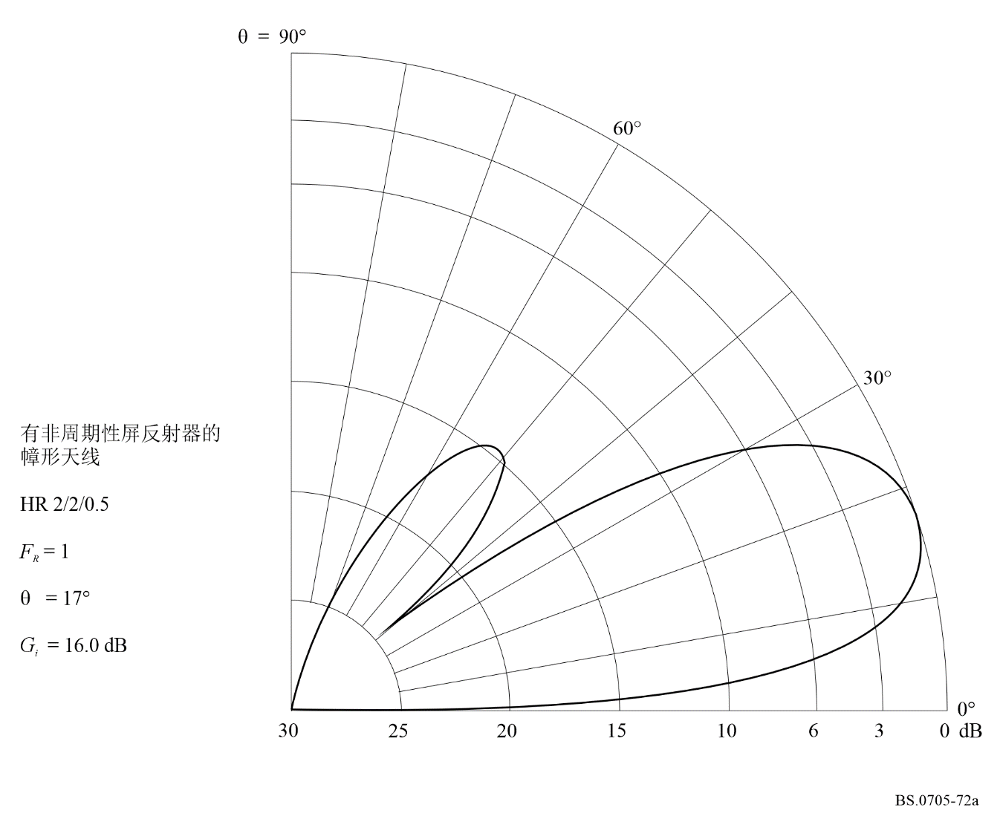 θ = 90°
60°
30°
有非周期性屏反射器的
幛形天线
HR 2/2/0.5
F_R = 1
θ = 17°
G_i = 16.0 dB
0°
30 25 20 15 10 6 3 0 dB
BS.0705-72a